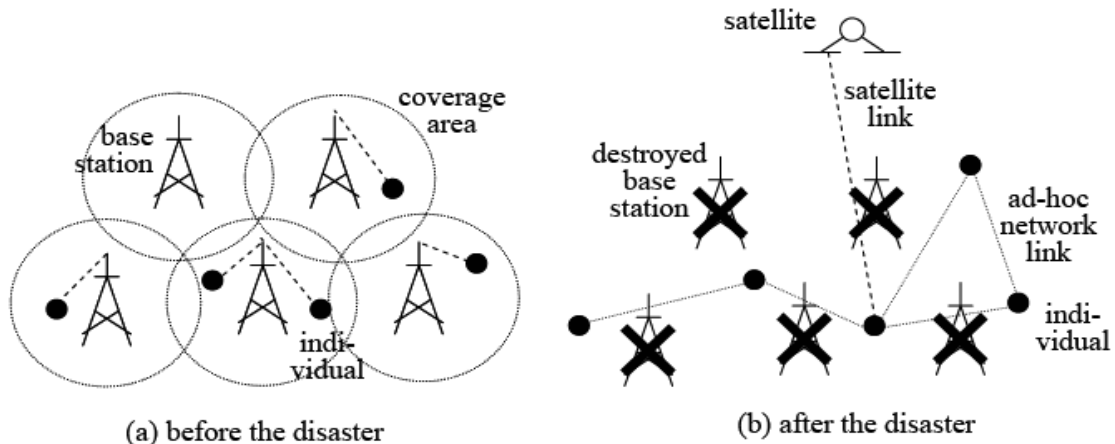 base
station
coverage
area
indi-
vidual
(a) before the disaster
satellite
satellite
link
destroyed
base
station
ad-hoc
network
link
indi-
vidual
(b) after the disaster